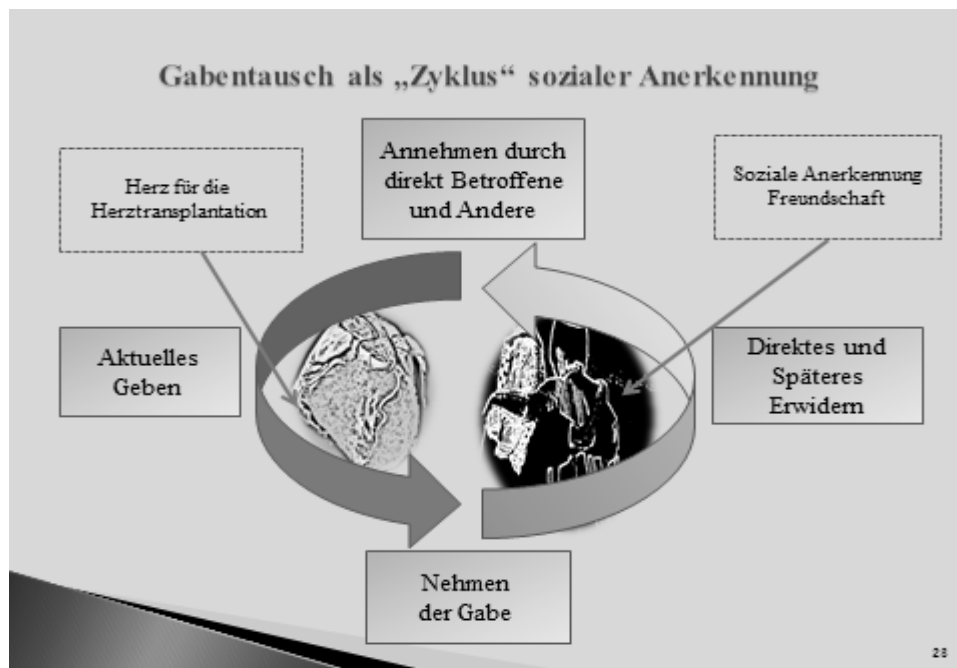 Gabentausch als „Zyklus“ sozialer Anerkennung
Annehmen durch
direkt Betroffene
und Andere
Herz für die
Herztransplantation
Soziale Anerkennung
Freundschaft
Aktuelles
Geben
Direktes und
Späteres
Erwidern
Nehmen
der Gabe
28